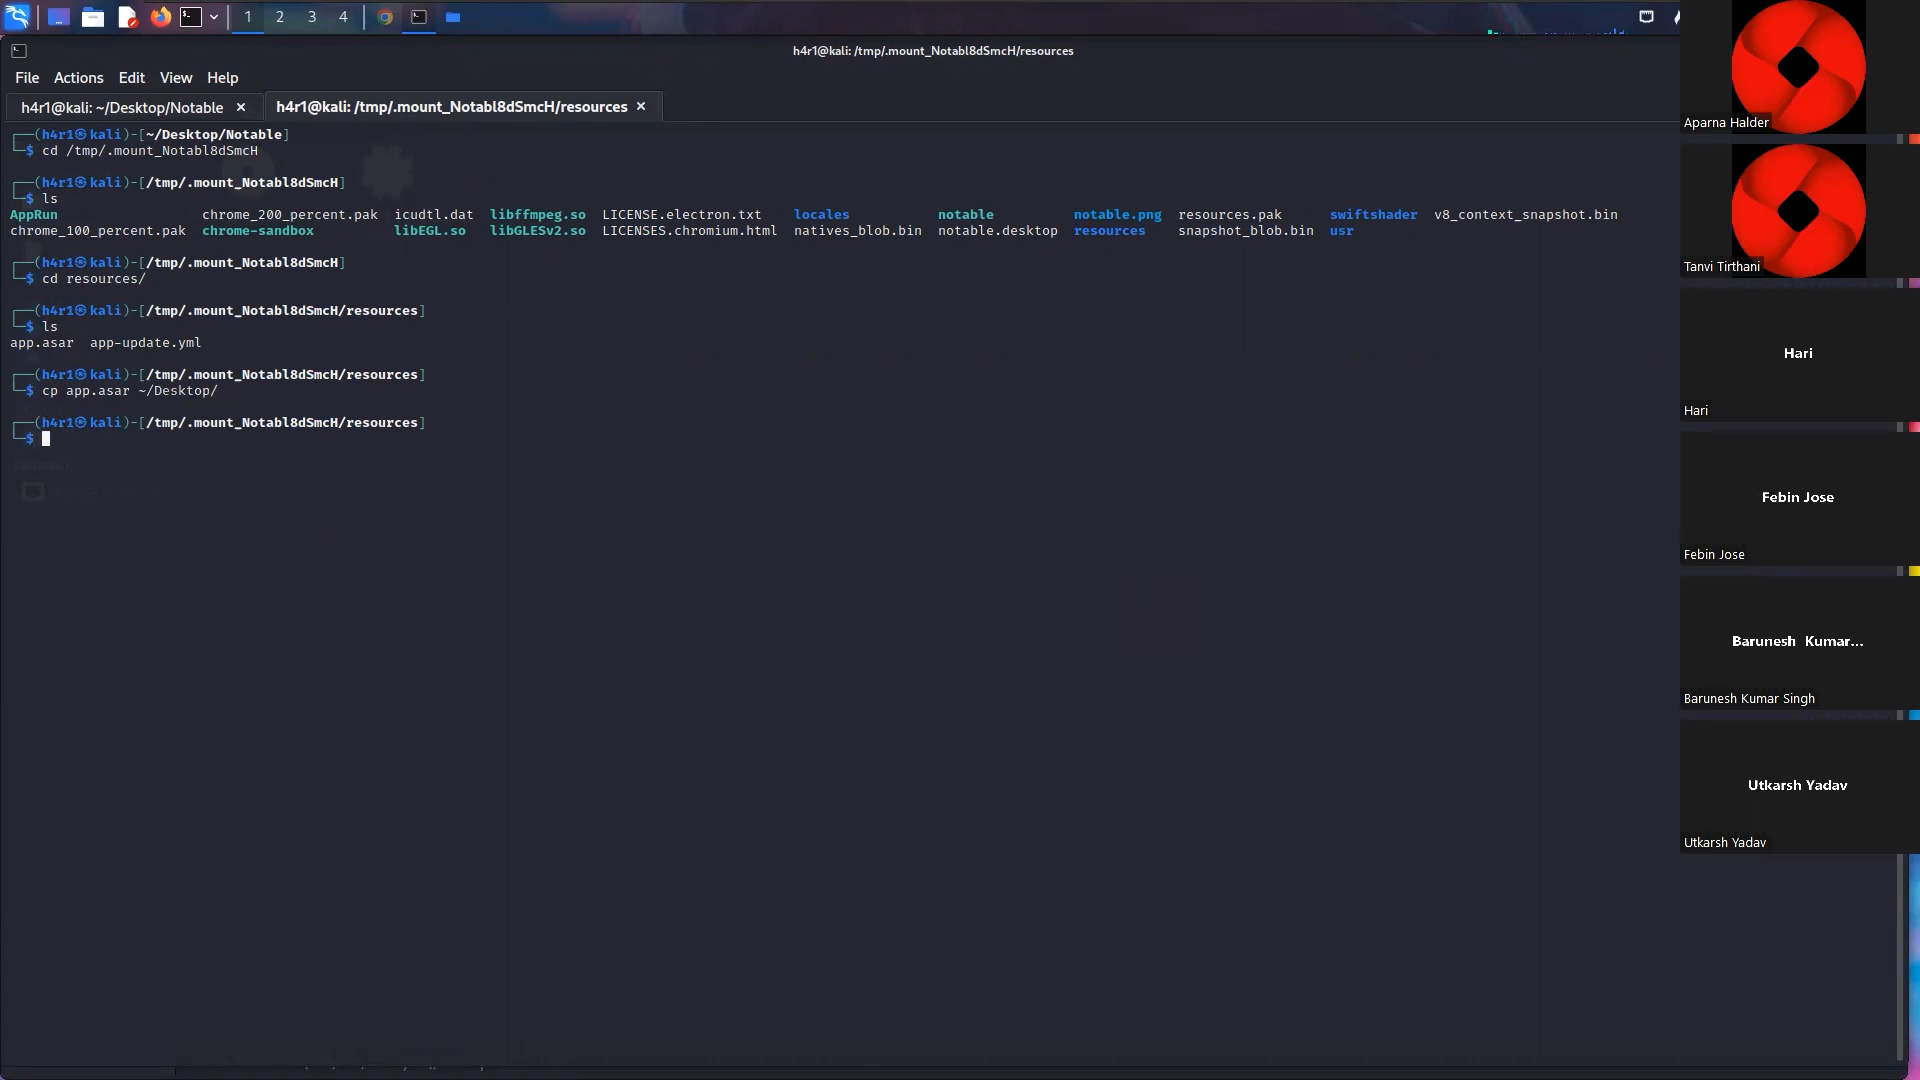 1 2 3 4
h4r1@kali: /tmp/.mount_Notabl8dSmcH/resources
File Actions Edit View Help
h4r1@kali: ~/Desktop/Notable × h4r1@kali: /tmp/.mount_Notabl8dSmcH/resources ×
┌──(h4r1㉿kali)-[~/Desktop/Notable]
└─$ cd /tmp/.mount_Notabl8dSmcH
┌──(h4r1㉿kali)-[/tmp/.mount_Notabl8dSmcH]
└─$ ls
AppRun chrome_200_percent.pak icudtl.dat libffmpeg.so LICENSE.electron.txt locales notable notable.png resources.pak swiftshader v8_context_snapshot.bin
chrome_100_percent.pak chrome-sandbox libEGL.so libGLESv2.so LICENSES.chromium.html natives_blob.bin notable.desktop resources snapshot_blob.bin usr
┌──(h4r1㉿kali)-[/tmp/.mount_Notabl8dSmcH]
└─$ cd resources/
┌──(h4r1㉿kali)-[/tmp/.mount_Notabl8dSmcH/resources]
└─$ ls
app.asar app-update.yml
┌──(h4r1㉿kali)-[/tmp/.mount_Notabl8dSmcH/resources]
└─$ cp app.asar ~/Desktop/
┌──(h4r1㉿kali)-[/tmp/.mount_Notabl8dSmcH/resources]
└─$
Aparna Halder
Tanvi Tirthani
Hari
Hari
Febin Jose
Febin Jose
Barunesh Kumar...
Barunesh Kumar Singh
Utkarsh Yadav
Utkarsh Yadav